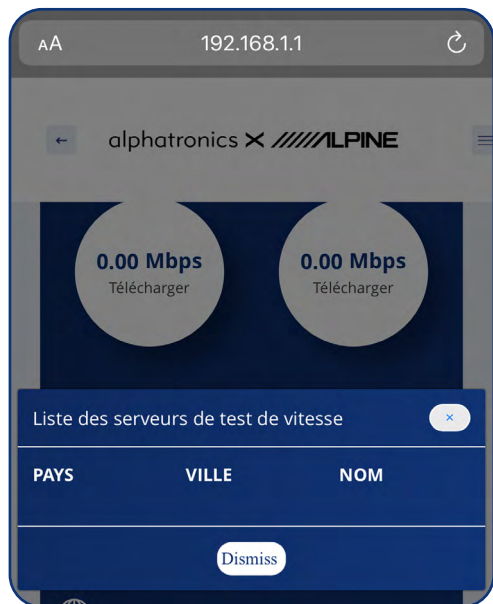 AA 192.168.1.1
alphatronics X ALPINE
0.00 Mbps 0.00 Mbps
Télécharger Télécharger
Liste des serveurs de test de vitesse ×
PAYS VILLE NOM
Dismiss